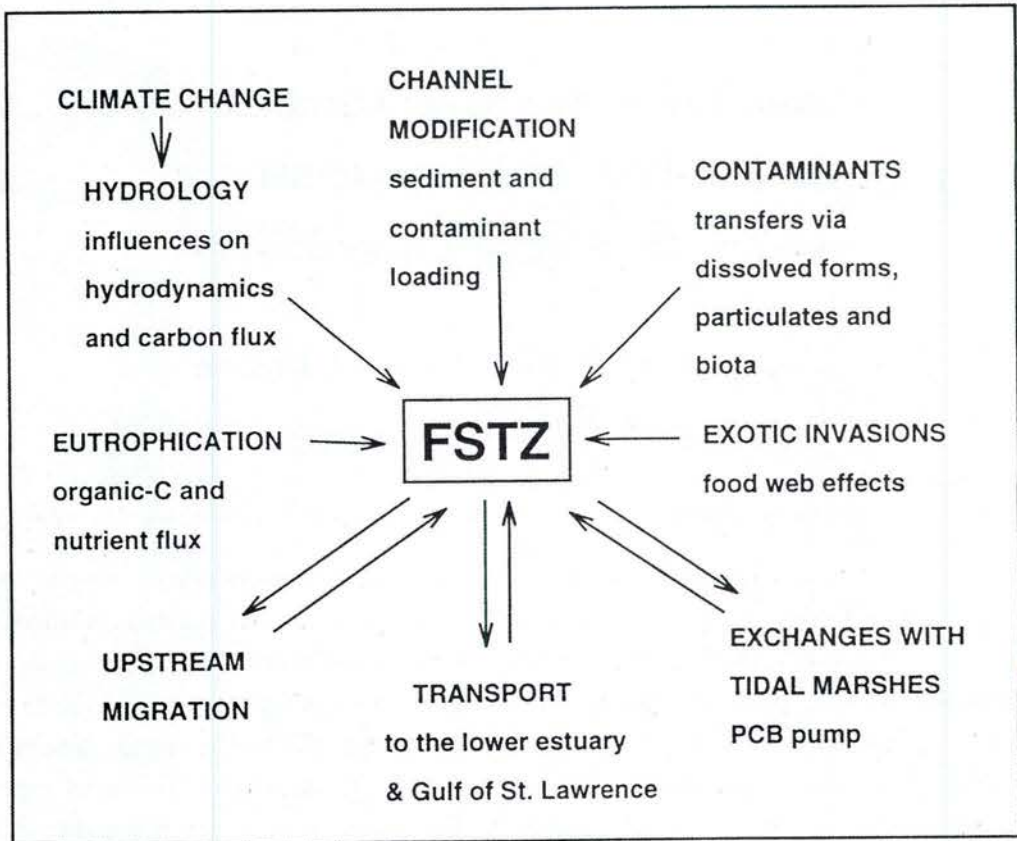 CLIMATE CHANGE
HYDROLOGY
influences on
hydrodynamics
and carbon flux
CHANNEL
MODIFICATION
sediment and
contaminant
loading
CONTAMINANTS
transfers via
dissolved forms,
particulates and
biota
EUTROPHICATION
organic-C and
nutrient flux
FSTZ
EXOTIC INVASIONS
food web effects
UPSTREAM
MIGRATION
TRANSPORT
to the lower estuary
& Gulf of St. Lawrence
EXCHANGES WITH
TIDAL MARSHES
PCB pump